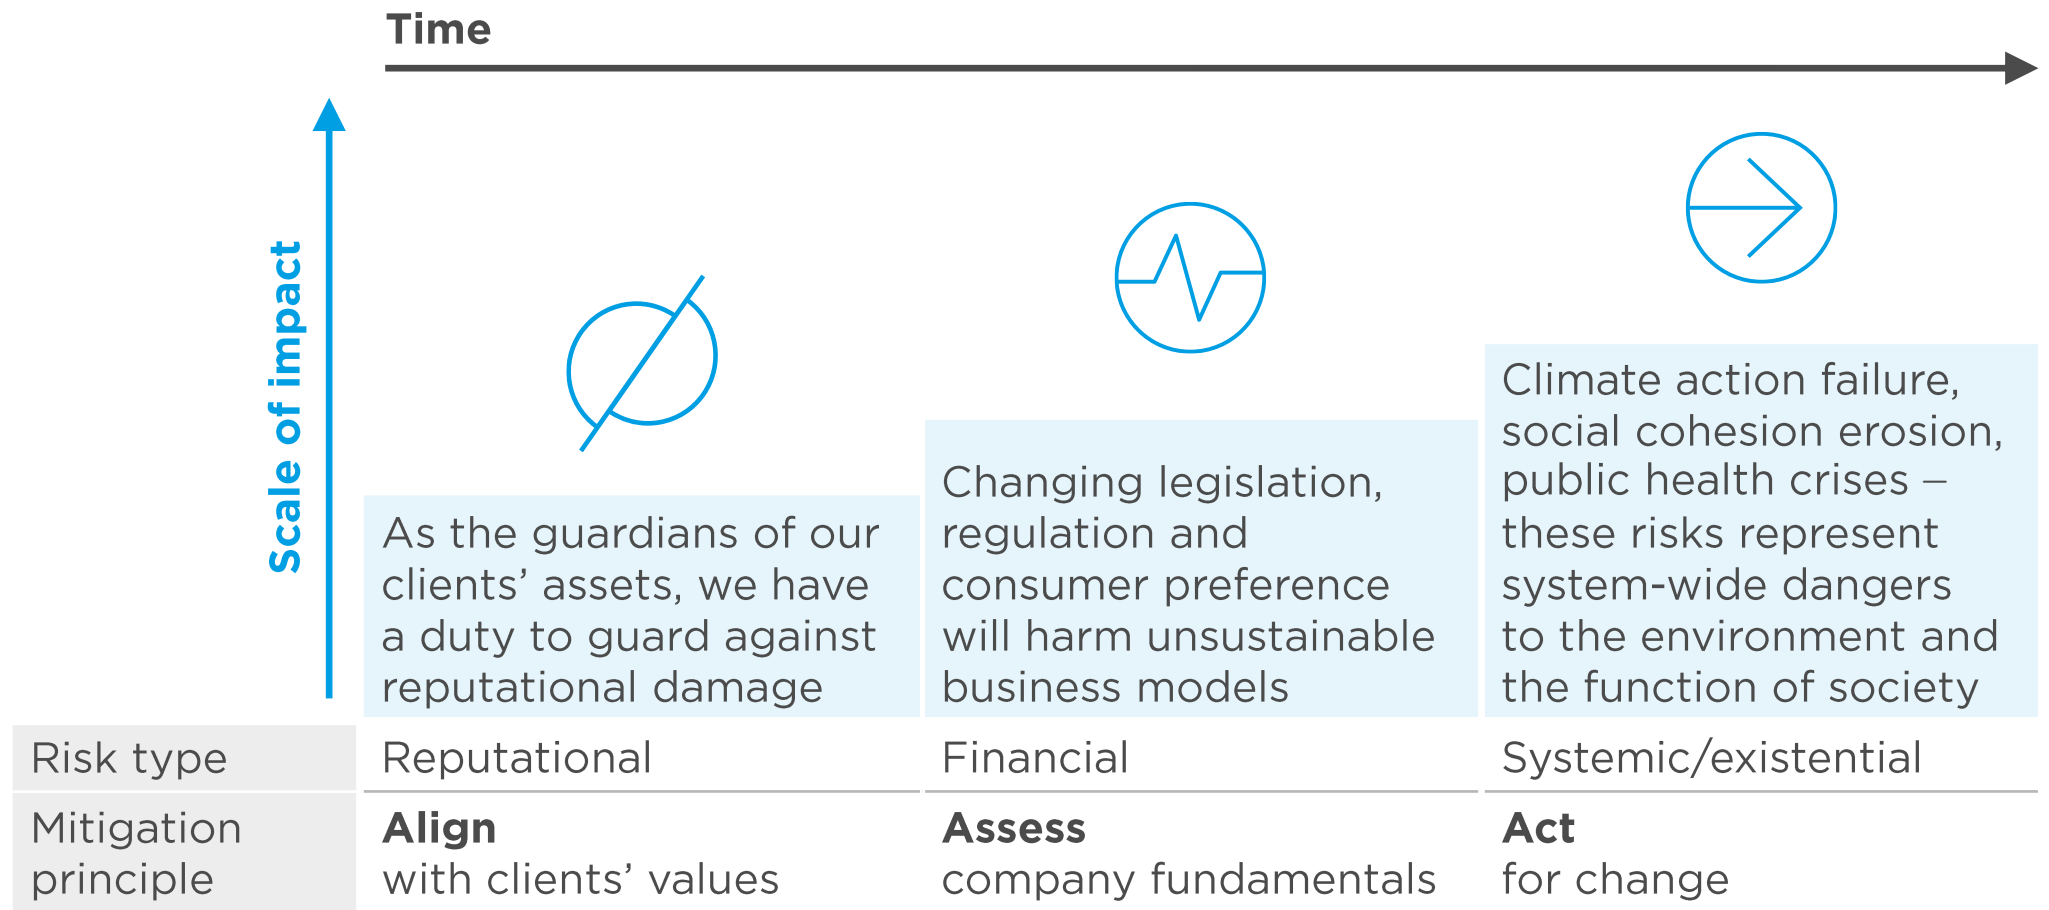 Time
Scale of impact
As the guardians of our
clients’ assets, we have
a duty to guard against
reputational damage
Changing legislation,
regulation and
consumer preference
will harm unsustainable
business models
Climate action failure,
social cohesion erosion,
public health crises –
these risks represent
system-wide dangers
to the environment and
the function of society
Risk type
Reputational
Financial
Systemic/existential
Mitigation
principle
Align
with clients’ values
Assess
company fundamentals
Act
for change